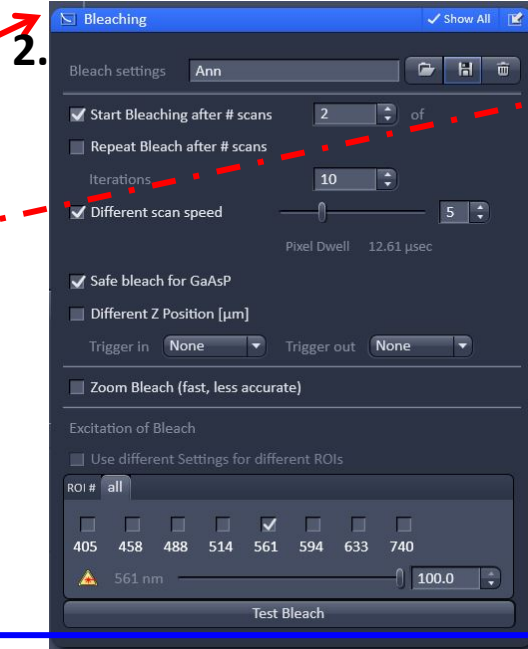 Bleaching Show All
2.
Bleach settings Ann
Start Bleaching after # scans 2 of
Repeat Bleach after # scans
Iterations 10
Different scan speed 5
Pixel Dwell 12.61 µsec
Safe bleach for GaAsP
Different Z Position [µm]
Trigger in None Trigger out None
Zoom Bleach (fast, less accurate)
Excitation of Bleach
Use different Settings for different ROIs
ROI # all
405 458 488 514 561 594 633 740
561 nm 100.0
Test Bleach